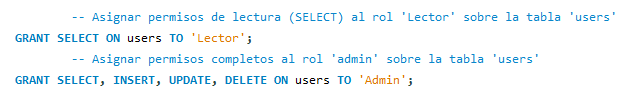 -- Asignar permisos de lectura (SELECT) al rol 'Lector' sobre la tabla 'users'
GRANT SELECT ON users TO 'Lector';
-- Asignar permisos completos al rol 'admin' sobre la tabla 'users'
GRANT SELECT, INSERT, UPDATE, DELETE ON users TO 'Admin';